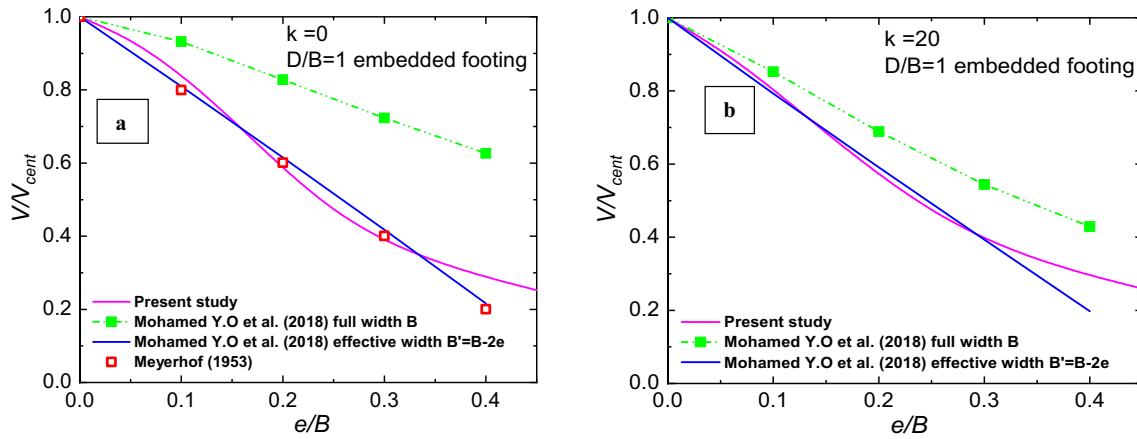 1.0
0.8
0.6
0.4
0.2
0.0
V/V_cent
k =0
D/B=1 embedded footing
a
Present study
Mohamed Y.O et al. (2018) full width B
Mohamed Y.O et al. (2018) effective width B'=B-2e
Meyerhof (1953)
0.0 0.1 0.2 0.3 0.4
e/B
1.0
0.8
0.6
0.4
0.2
0.0
V/V_cent
k =20
D/B=1 embedded footing
b
Present study
Mohamed Y.O et al. (2018) full width B
Mohamed Y.O et al. (2018) effective width B'=B-2e
0.0 0.1 0.2 0.3 0.4
e/B